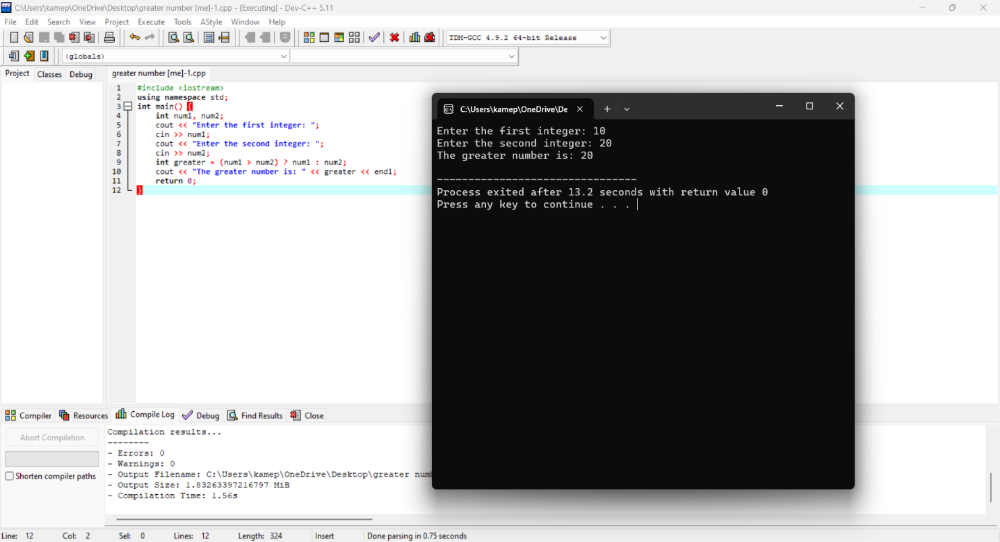 C:\Users\kamep\OneDrive\Desktop\greater number [me]-1.cpp - [Executing] - Dev-C++ 5.11
File Edit Search View Project Execute Tools AStyle Window Help
TDM-GCC 4.9.2 64-bit Release
(globals)
Project Classes Debug
greater number [me]-1.cpp
1 #include <iostream>
2 using namespace std;
3 int main() {
4 int num1, num2;
5 cout << "Enter the first integer: ";
6 cin >> num1;
7 cout << "Enter the second integer: ";
8 cin >> num2;
9 int greater = (num1 > num2) ? num1 : num2;
10 cout << "The greater number is: " << greater << endl;
11 return 0;
12 }
C:\Users\kamep\OneDrive\De
Enter the first integer: 10
Enter the second integer: 20
The greater number is: 20
--------------------------------
Process exited after 13.2 seconds with return value 0
Press any key to continue . . .
Compiler Resources Compile Log Debug Find Results Close
Abort Compilation
Shorten compiler paths
Compilation results...
--------
- Errors: 0
- Warnings: 0
- Output Filename: C:\Users\kamep\OneDrive\Desktop\greater num
- Output Size: 1.83263397216797 MiB
- Compilation Time: 1.56s
Line: 12 Col: 2 Sel: 0 Lines: 12 Length: 324 Insert Done parsing in 0.75 seconds